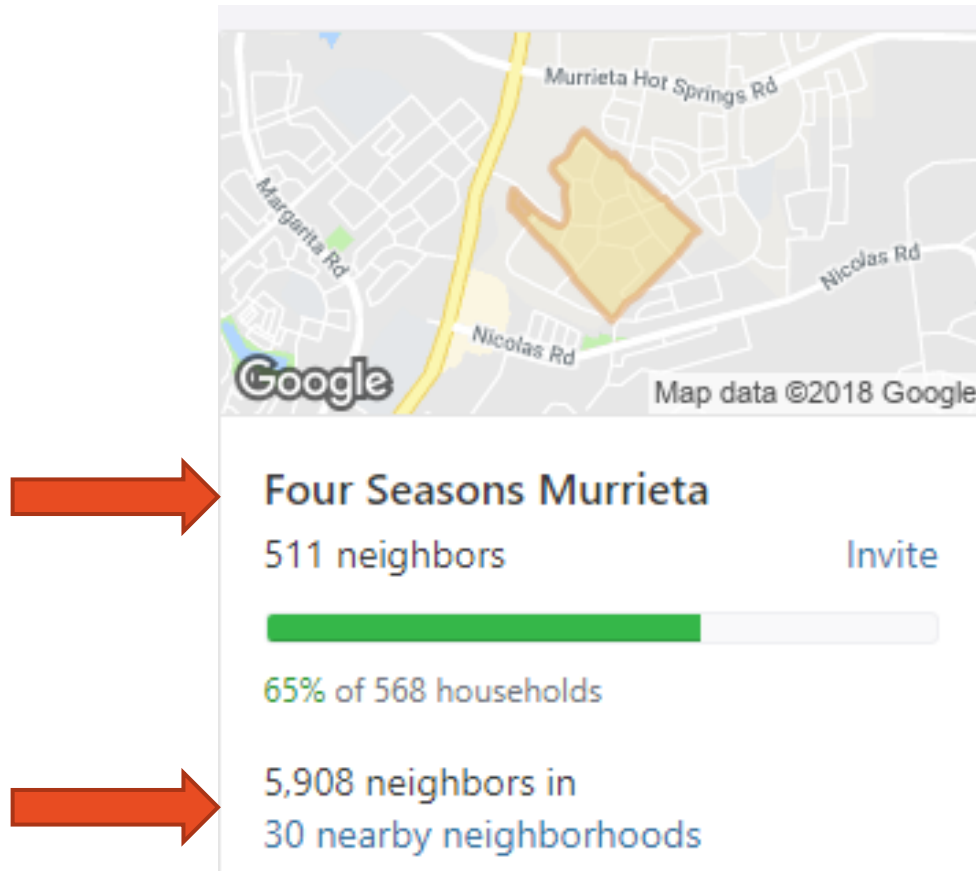 Murrieta Hot Springs Rd
Margarita Rd
Nicolas Rd
Nicolas Rd
Google
Map data ©2018 Google
Four Seasons Murrieta
511 neighbors Invite
65% of 568 households
5,908 neighbors in
30 nearby neighborhoods